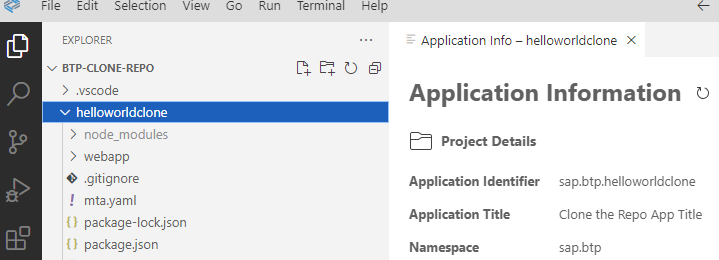 File Edit Selection View Go Run Terminal Help
EXPLORER
BTP-CLONE-REPO
.vscode
helloworldclone
node_modules
webapp
.gitignore
mta.yaml
package-lock.json
package.json
Application Info – helloworldclone
Application Information
Project Details
Application Identifier sap.btp.helloworldclone
Application Title Clone the Repo App Title
Namespace sap.btp